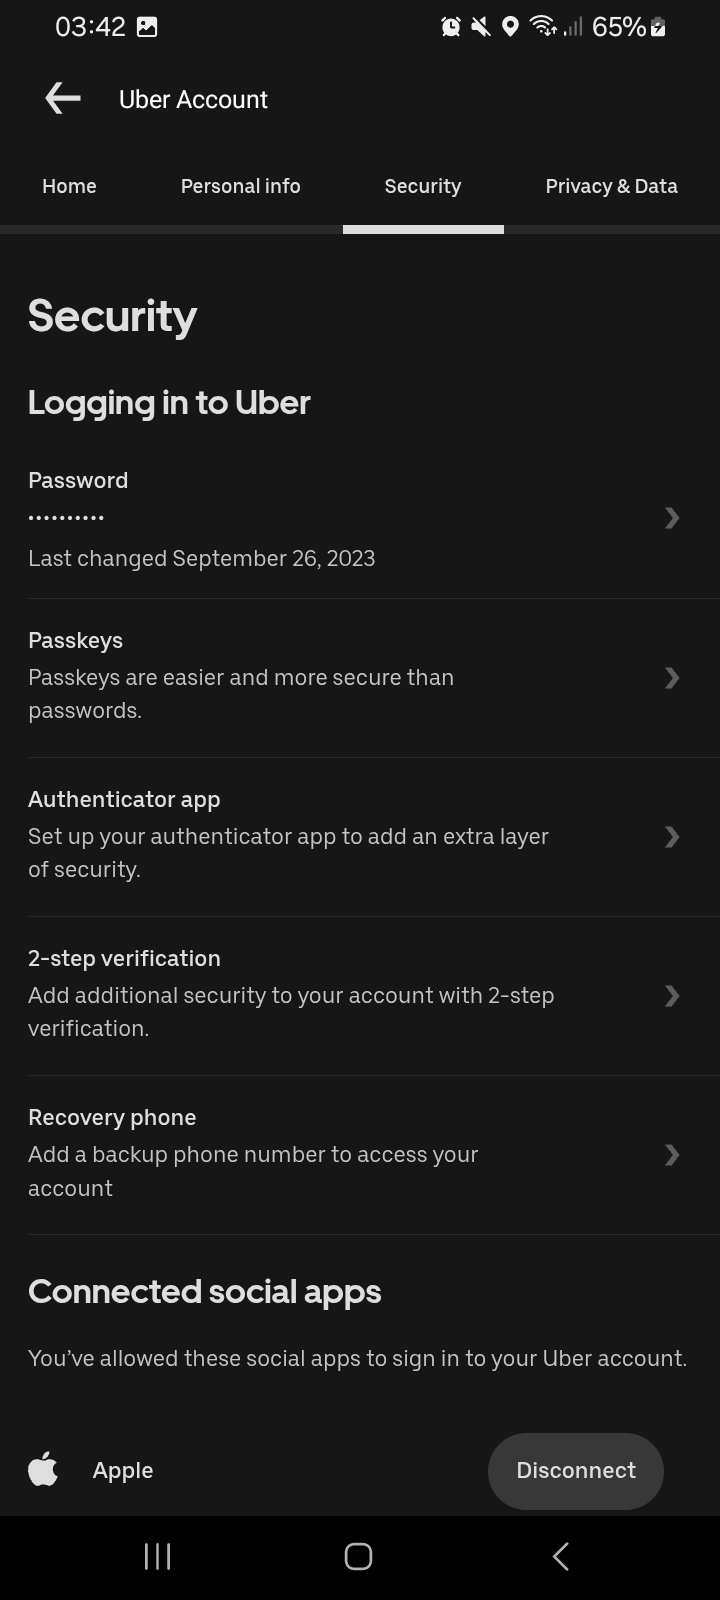 03:42
65%
Uber Account
Home Personal info Security Privacy & Data
Security
Logging in to Uber
Password
••••••••••
Last changed September 26, 2023
Passkeys
Passkeys are easier and more secure than
passwords.
Authenticator app
Set up your authenticator app to add an extra layer
of security.
2-step verification
Add additional security to your account with 2-step
verification.
Recovery phone
Add a backup phone number to access your
account
Connected social apps
You’ve allowed these social apps to sign in to your Uber account.
Apple
Disconnect